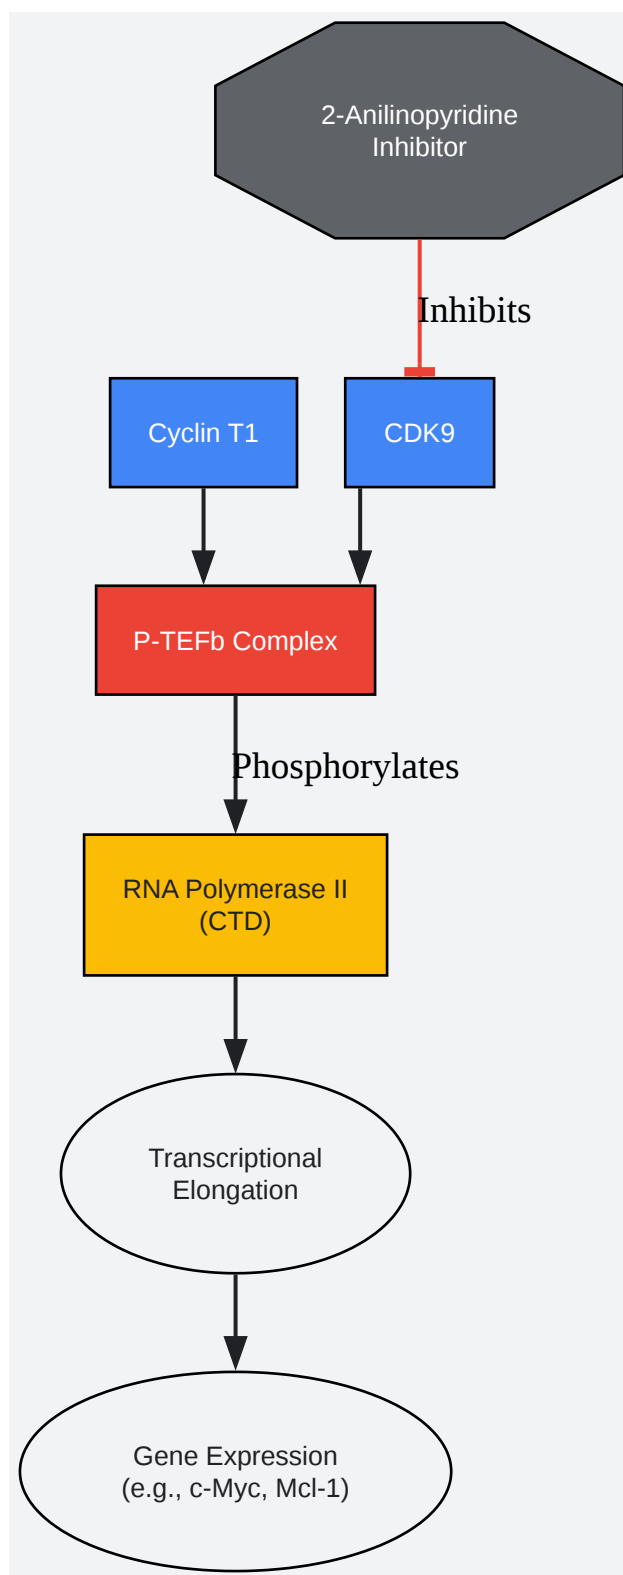 2-Anilinopyridine
Inhibitor
Inhibits
Cyclin T1
CDK9
P-TEFb Complex
Phosphorylates
RNA Polymerase II
(CTD)
Transcriptional
Elongation
Gene Expression
(e.g., c-Myc, Mcl-1)